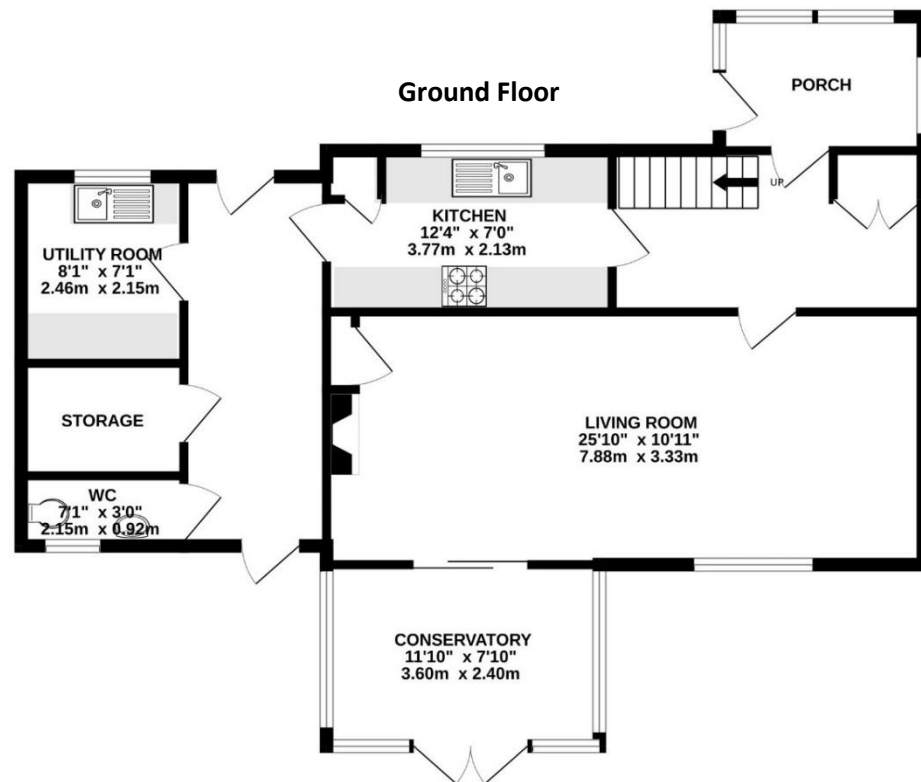 Ground Floor
PORCH
UP
KITCHEN
12'4" x 7'0"
3.77m x 2.13m
UTILITY ROOM
8'1" x 7'1"
2.46m x 2.15m
STORAGE
LIVING ROOM
25'10" x 10'11"
7.88m x 3.33m
WC
7'1" x 3'0"
2.15m x 0.92m
CONSERVATORY
11'10" x 7'10"
3.60m x 2.40m